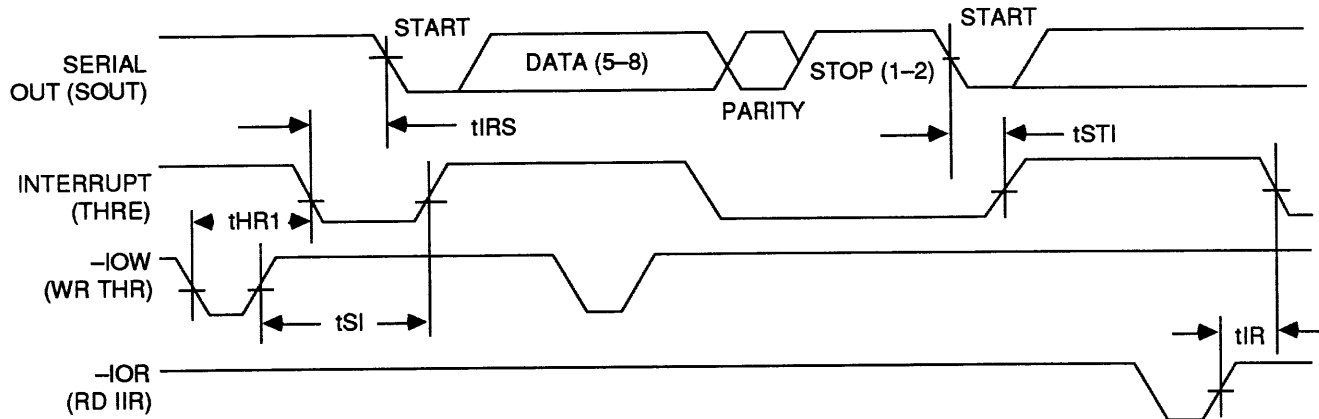 START
START
SERIAL
OUT (SOUT)
DATA (5–8)
STOP (1–2)
PARITY
tIRS
tSTI
INTERRUPT
(THRE)
tHR1
–IOW
(WR THR)
tSI
tIR
–IOR
(RD IIR)